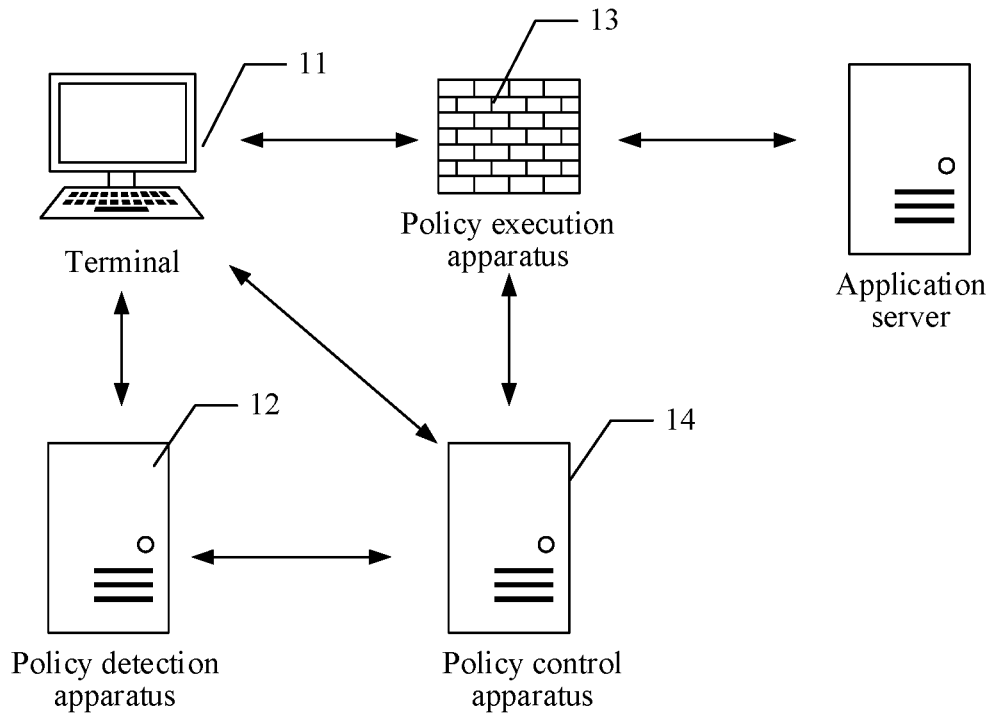 13
11
Policy execution
apparatus
Terminal
Application
server
12
14
Policy detection
apparatus
Policy control
apparatus